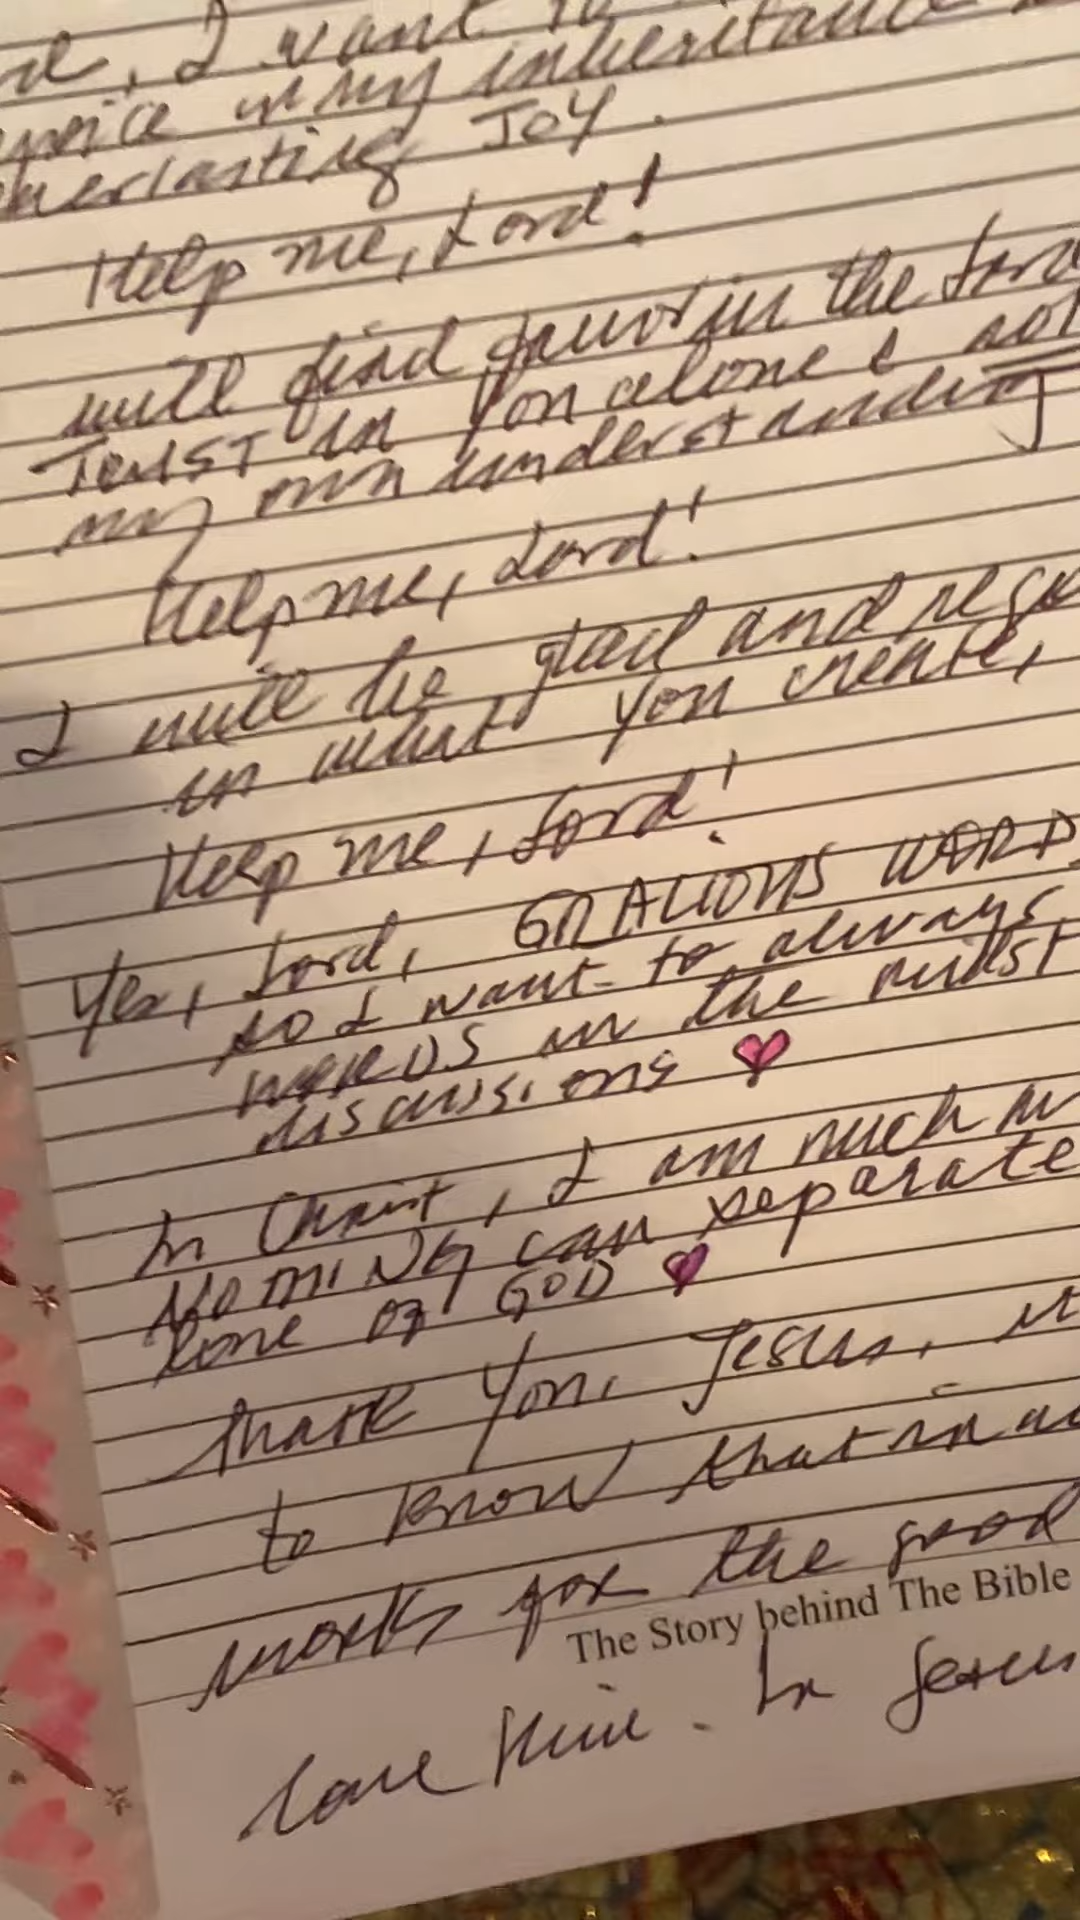 I want to
in my inheritance
everlasting JOY.
Help me, Lord!
will find favor in the Lord
TRUST in You alone & not
my own understanding
Help me, Lord!
I will be glad and rejo
in what you create,
Help me, Lord!
Yes, Lord, GRACIOUS WORDS
so I want to always
WORDS in the midst
discussions
In Christ, I am much
NOTHING can separate
love of GOD
Thank You, Jesus,
to know that in
works for the good
The Story behind The Bible
love Him. In Jesus